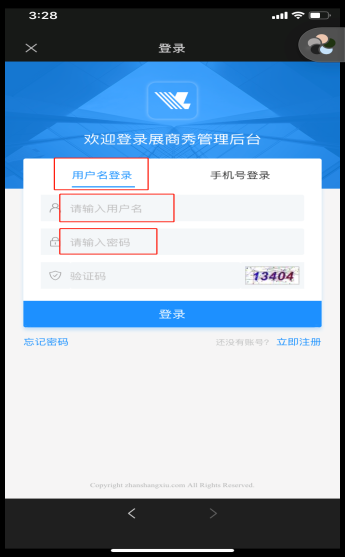 3:28
登录
欢迎登录展商秀管理后台
用户名登录 手机号登录
请输入用户名
请输入密码
验证码 13404
登录
忘记密码 还没有账号? 立即注册
Copyright zhanshangxiu.com All Rights Reserved.